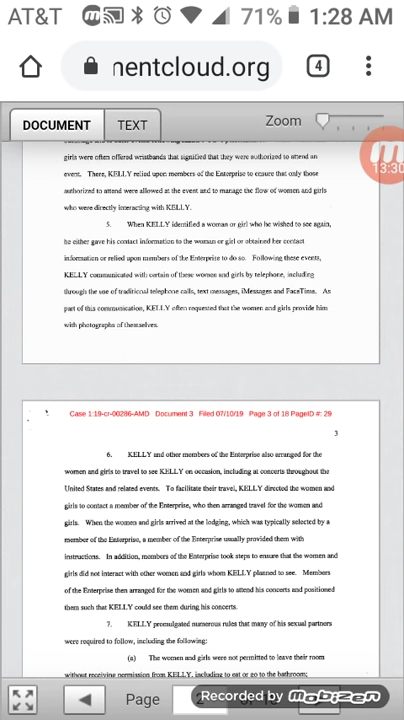 AT&T 71% 1:28 AM
nentcloud.org 4
DOCUMENT TEXT Zoom
girls were often offered wristbands that signified that they were authorized to attend an
13:30
event. There, KELLY relied upon members of the Enterprise to ensure that only those
authorized to attend were allowed at the event and to manage the flow of women and girls
who were directly interacting with KELLY.
5. When KELLY identified a woman or girl who he wished to see again,
he either gave his contact information to the woman or girl or obtained her contact
information or relied upon members of the Enterprise to do so. Following these events,
KELLY communicated with certain of these women and girls by telephone, including
through the use of traditional telephone calls, text messages, iMessages and FaceTime. As
part of this communication, KELLY often requested that the women and girls provide him
with photographs of themselves.
Case 1:19-cr-00286-AMD Document 3 Filed 07/10/19 Page 3 of 18 PageID #: 29
3
6. KELLY and other members of the Enterprise also arranged for the
women and girls to travel to see KELLY on occasion, including at concerts throughout the
United States and related events. To facilitate their travel, KELLY directed the women and
girls to contact a member of the Enterprise, who then arranged travel for the women and
girls. When the women and girls arrived at the lodging, which was typically selected by a
member of the Enterprise, a member of the Enterprise usually provided them with
instructions. In addition, members of the Enterprise took steps to ensure that the women and
girls did not interact with other women and girls whom KELLY planned to see. Members
of the Enterprise then arranged for the women and girls to attend his concerts and positioned
them such that KELLY could see them during his concerts.
7. KELLY promulgated numerous rules that many of his sexual partners
were required to follow, including the following:
(a) The women and girls were not permitted to leave their room
without receiving permission from KELLY, including to eat or go to the bathroom;
Page 2 of 18
Recorded by Mobizen